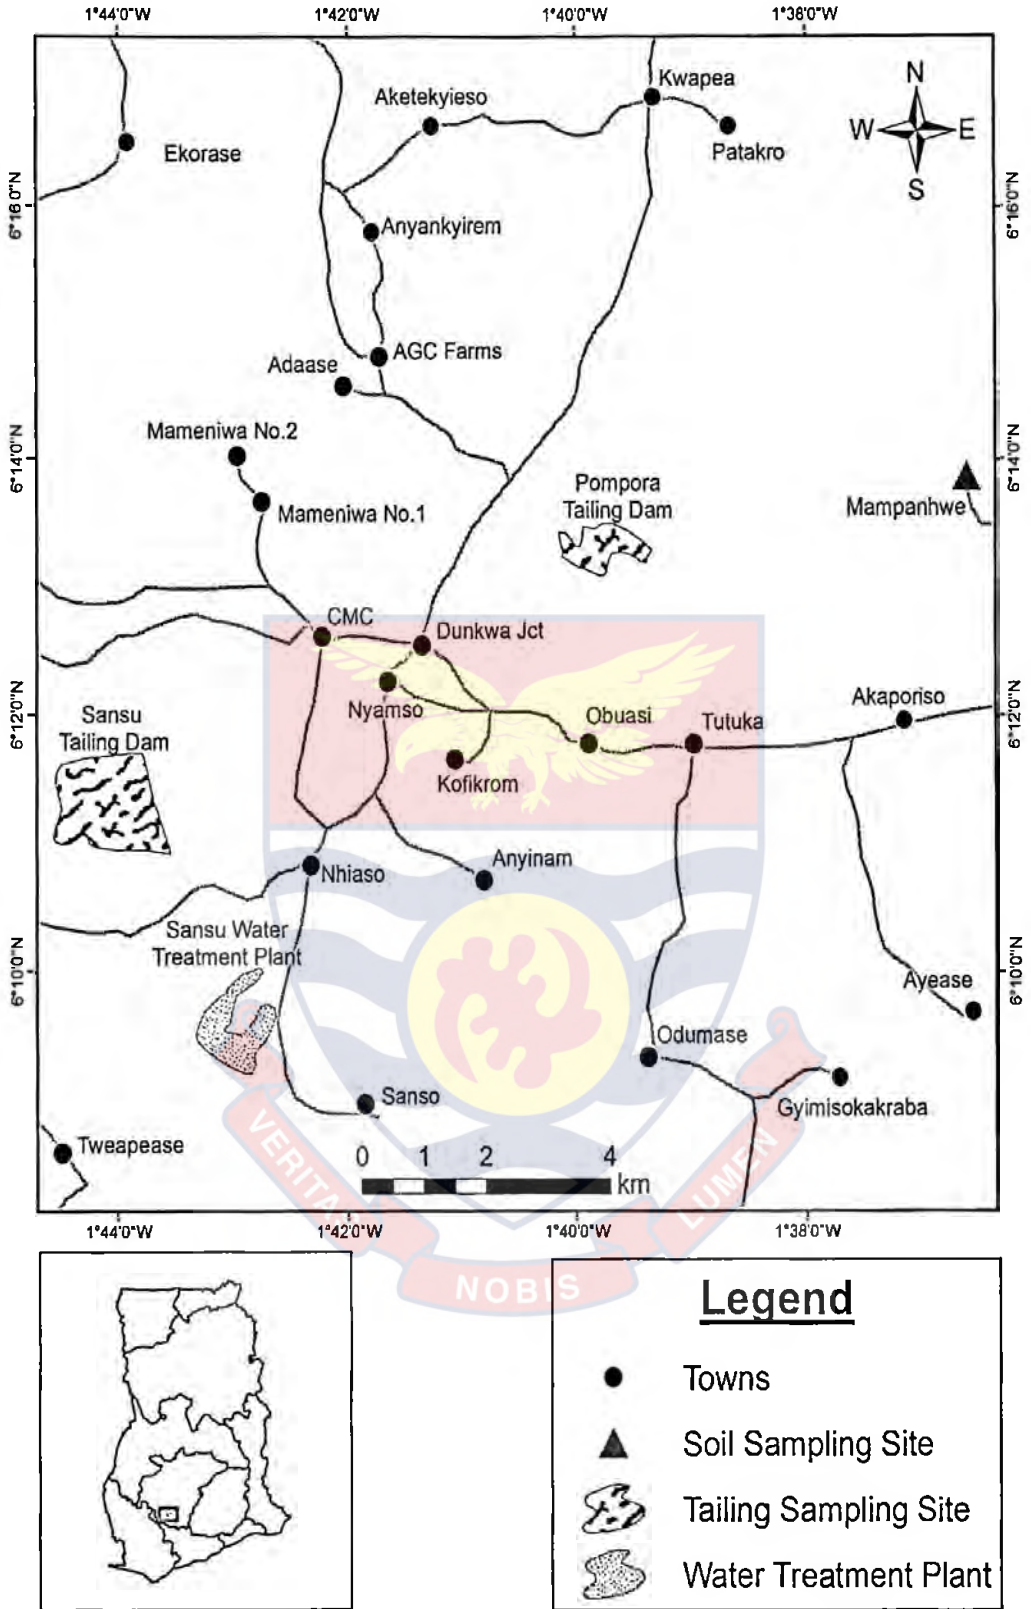 1°44'0"W 1°42'0"W 1°40'0"W 1°38'0"W
N
W E
S
Kwapea
Aketekyieso
Patakro
Ekorase
6°16'0"N
6°16'0"N
Anyankyirem
AGC Farms
Adaase
Mameniwa No.2
6°14'0"N
6°14'0"N
Pompora
Tailing Dam
Mampanhwe
Mameniwa No.1
CMC
Dunkwa Jct
Nyamso
Akaporiso
Sansu
Tailing Dam
Obuasi
Tutuka
6°12'0"N
6°12'0"N
Kofikrom
Anyinam
Nhiaso
Sansu Water
Treatment Plant
6°10'0"N
6°10'0"N
Ayease
Odumase
Sanso
Gyimisokakraba
Tweapease
0 1 2 4
km
VERITAS
LUMEN
NOBIS
1°44'0"W 1°42'0"W 1°40'0"W 1°38'0"W
Legend
Towns
Soil Sampling Site
Tailing Sampling Site
Water Treatment Plant